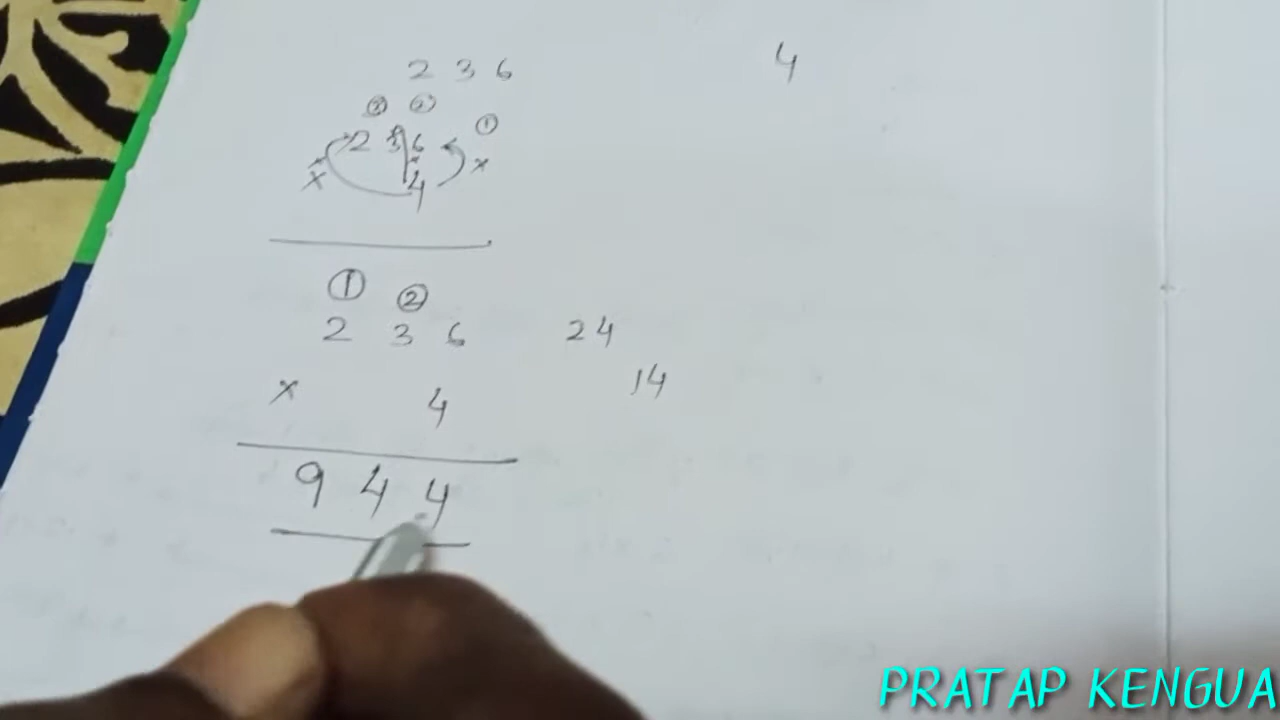 2 3 6 4
③ ②
2 3 6 ①
x 4 x
① ②
2 3 6 24
14
x 4
9 4 4
PRATAP KENGUA